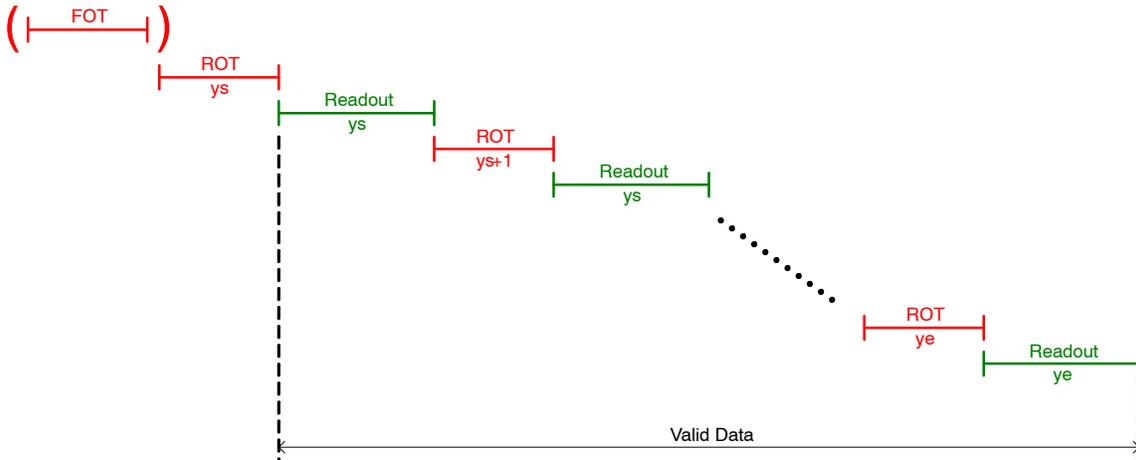 ( FOT )
ROT
ys
Readout
ys
ROT
ys+1
Readout
ys
ROT
ye
Readout
ye
Valid Data